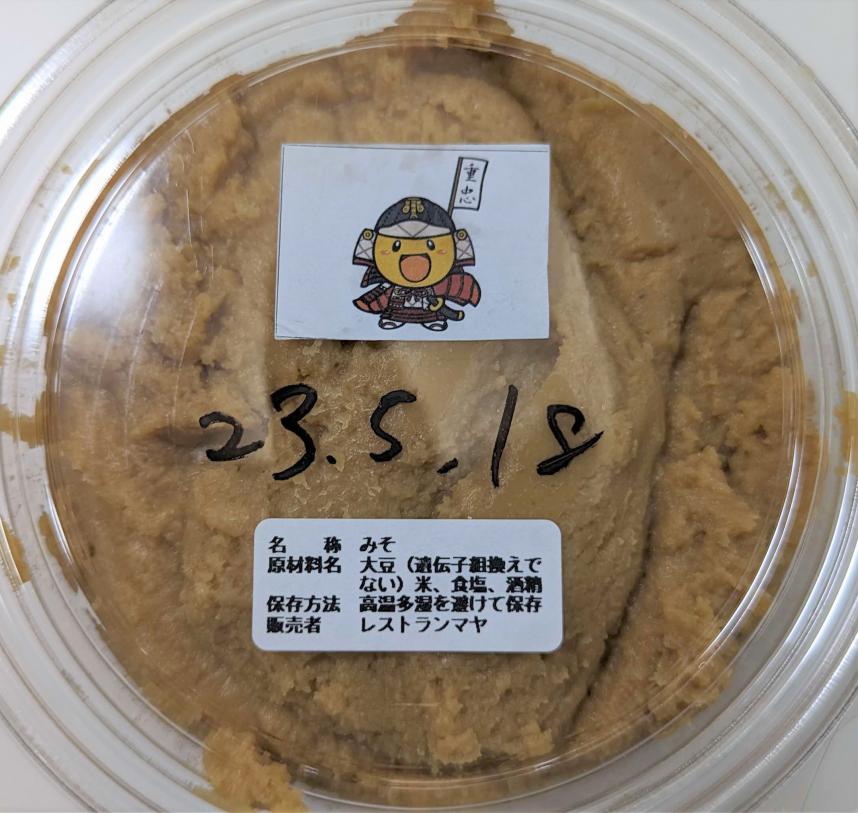 重忠
23.5.18
名 称 みそ
原材料名 大豆（遺伝子組換えで
ない）米、食塩、酒精
保存方法 高温多湿を避けて保存
販売者 レストランマヤ